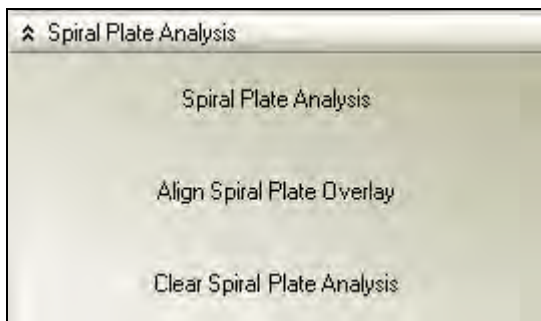 Spiral Plate Analysis
Spiral Plate Analysis
Align Spiral Plate Overlay
Clear Spiral Plate Analysis